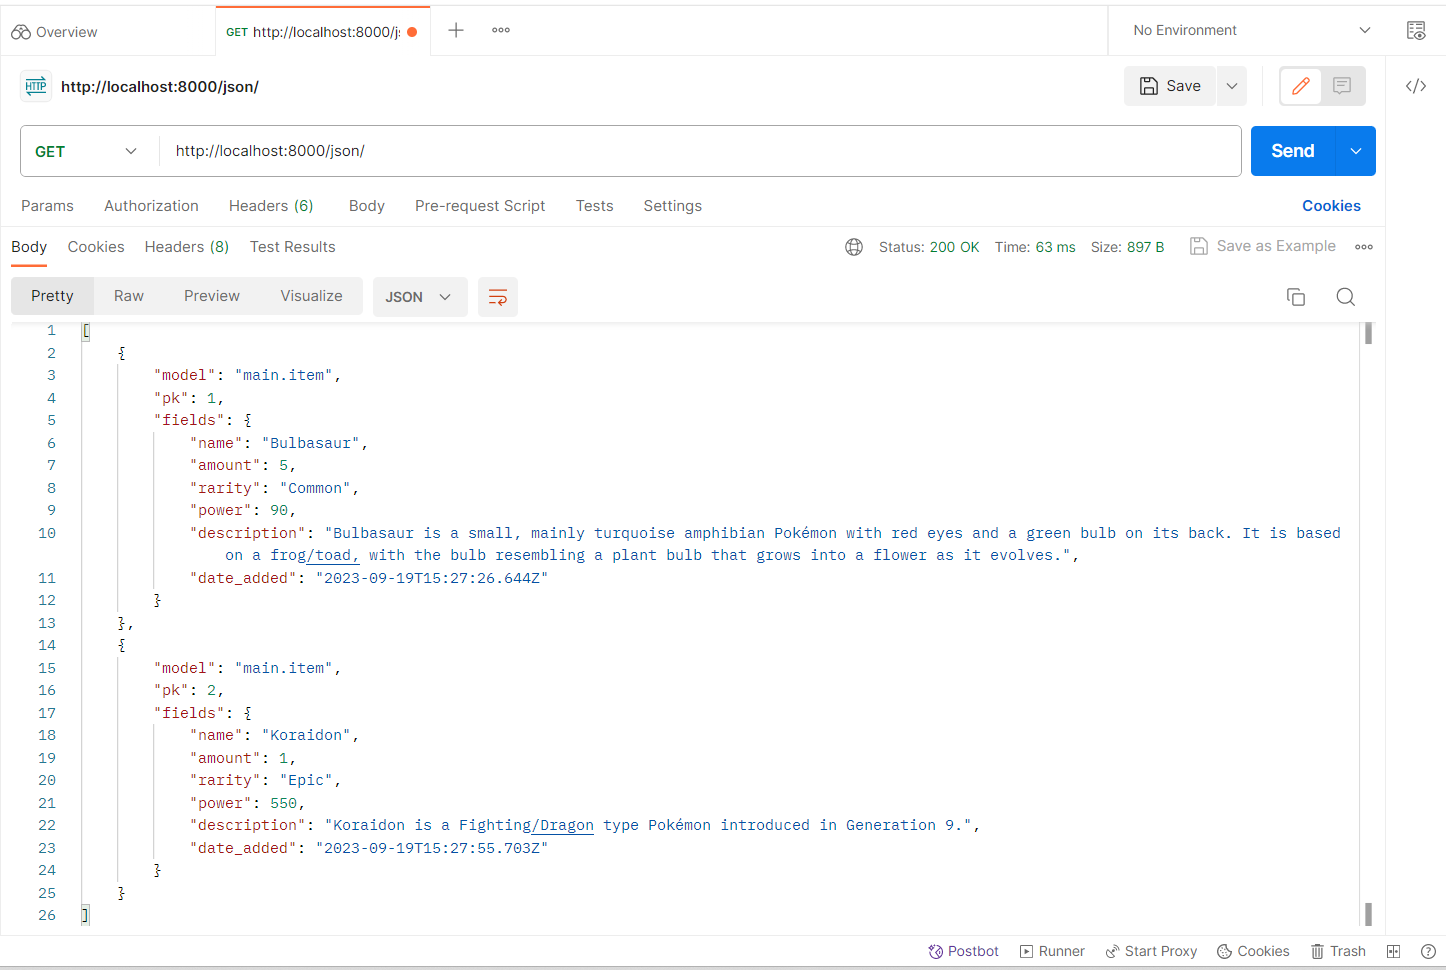 Overview
GET http://localhost:8000/j
No Environment
HTTP http://localhost:8000/json/
Save
GET http://localhost:8000/json/
Send
Params Authorization Headers (6) Body Pre-request Script Tests Settings
Cookies
Body Cookies Headers (8) Test Results
Status: 200 OK Time: 63 ms Size: 897 B Save as Example
Pretty Raw Preview Visualize JSON
1 [
2 {
3 "model": "main.item",
4 "pk": 1,
5 "fields": {
6 "name": "Bulbasaur",
7 "amount": 5,
8 "rarity": "Common",
9 "power": 90,
10 "description": "Bulbasaur is a small, mainly turquoise amphibian Pokémon with red eyes and a green bulb on its back. It is based
on a frog/toad, with the bulb resembling a plant bulb that grows into a flower as it evolves.",
11 "date_added": "2023-09-19T15:27:26.644Z"
12 }
13 },
14 {
15 "model": "main.item",
16 "pk": 2,
17 "fields": {
18 "name": "Koraidon",
19 "amount": 1,
20 "rarity": "Epic",
21 "power": 550,
22 "description": "Koraidon is a Fighting/Dragon type Pokémon introduced in Generation 9.",
23 "date_added": "2023-09-19T15:27:55.703Z"
24 }
25 }
26 ]
Postbot Runner Start Proxy Cookies Trash